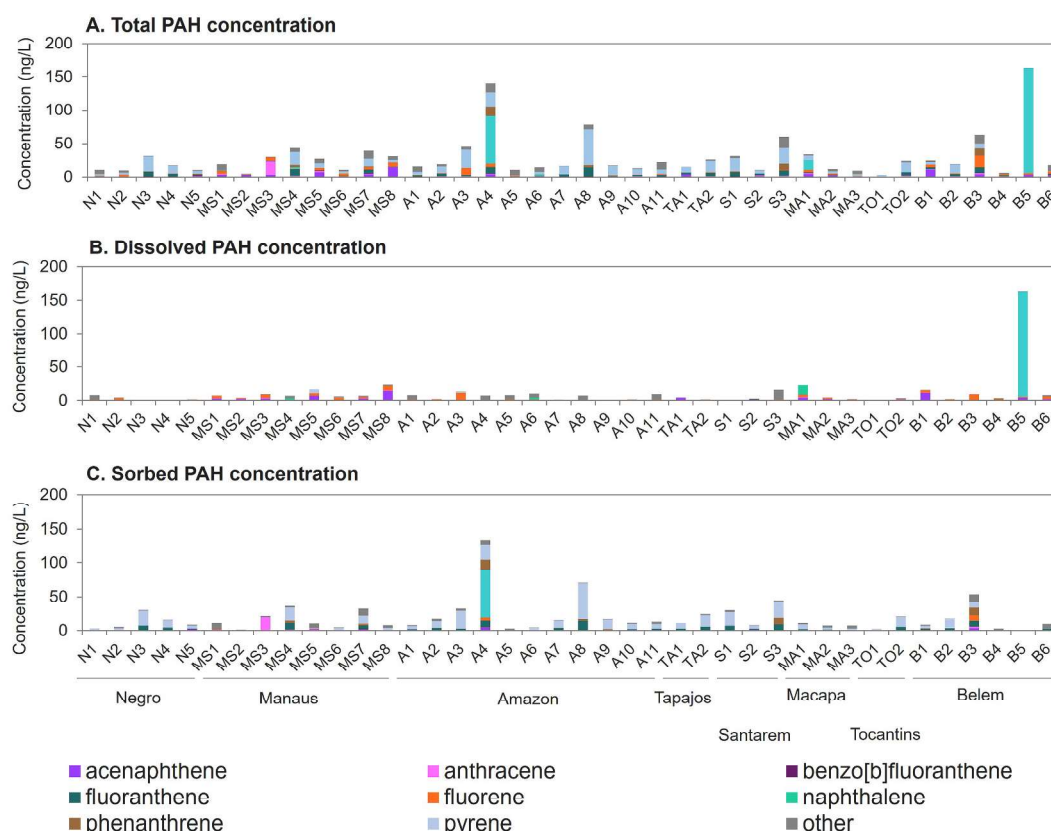 A. Total PAH concentration
Concentration (ng/L)
200
150
100
50
0
N1 N2 N3 N4 N5 MS1 MS2 MS3 MS4 MS5 MS6 MS7 MS8 A1 A2 A3 A4 A5 A6 A7 A8 A9 A10 A11 TA1 TA2 S1 S2 S3 MA1 MA2 MA3 TO1 TO2 B1 B2 B3 B4 B5 B6
B. Dissolved PAH concentration
Concentration (ng/L)
200
150
100
50
0
N1 N2 N3 N4 N5 MS1 MS2 MS3 MS4 MS5 MS6 MS7 MS8 A1 A2 A3 A4 A5 A6 A7 A8 A9 A10 A11 TA1 TA2 S1 S2 S3 MA1 MA2 MA3 TO1 TO2 B1 B2 B3 B4 B5 B6
C. Sorbed PAH concentration
Concentration (ng/L)
200
150
100
50
0
N1 N2 N3 N4 N5 MS1 MS2 MS3 MS4 MS5 MS6 MS7 MS8 A1 A2 A3 A4 A5 A6 A7 A8 A9 A10 A11 TA1 TA2 S1 S2 S3 MA1 MA2 MA3 TO1 TO2 B1 B2 B3 B4 B5 B6
Negro Manaus Amazon Tapajos Macapa Belem
Santarem Tocantins
acenaphthene anthracene benzo[b]fluoranthene
fluoranthene fluorene naphthalene
phenanthrene pyrene other